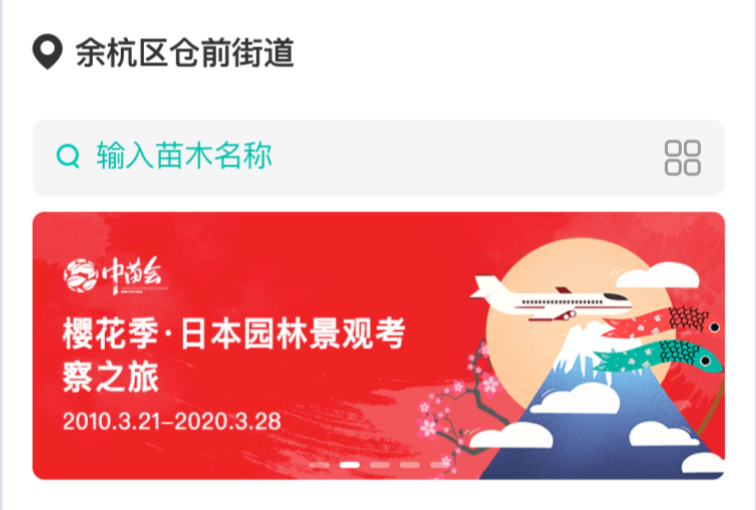 余杭区仓前街道
输入苗木名称
中苗会
樱花季·日本园林景观考
察之旅
2010.3.21-2020.3.28